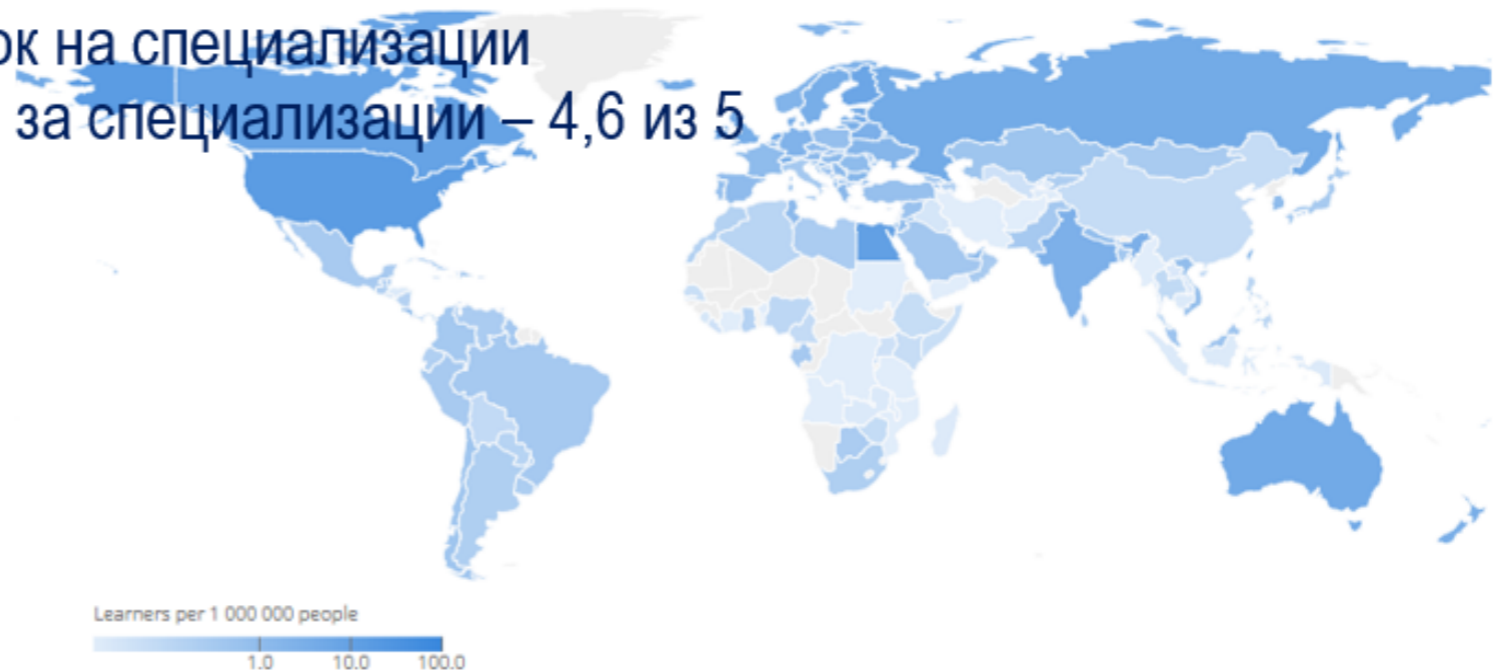 ок на специализации
за специализации – 4,6 из 5
Learners per 1 000 000 people
1.0 10.0 100.0